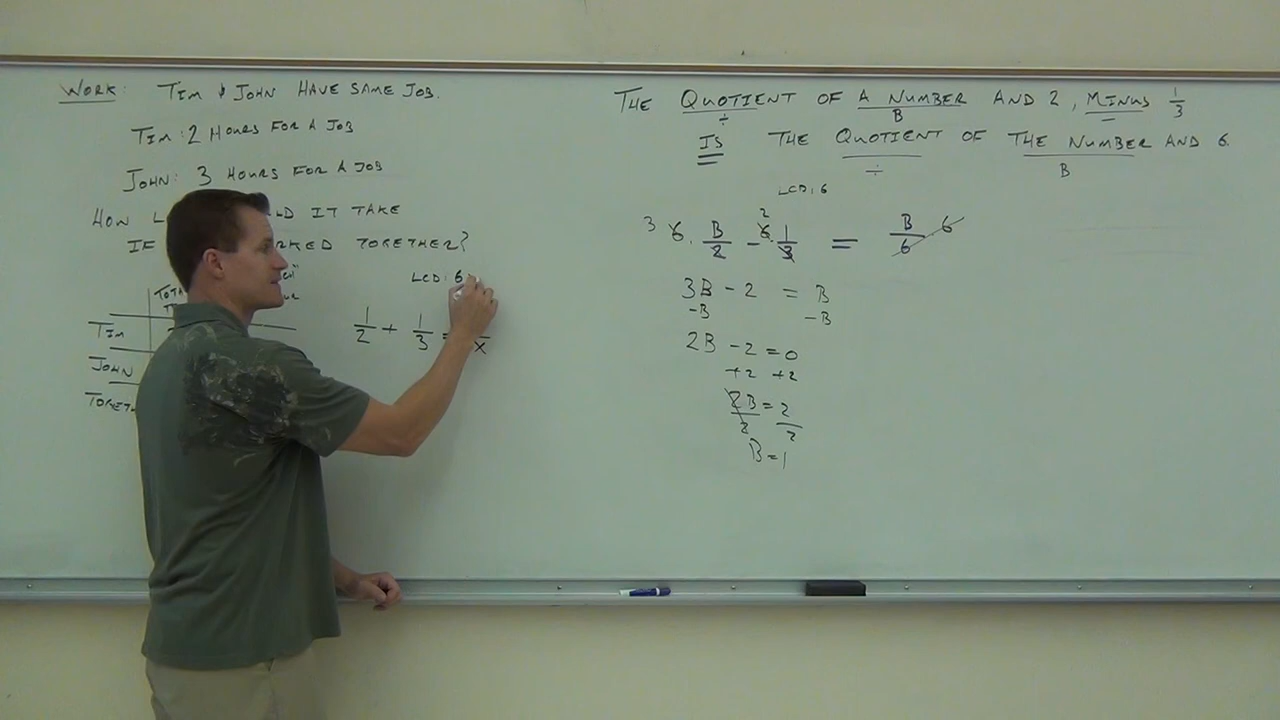 WORK: TIM & JOHN HAVE SAME JOB.
TIM: 2 HOURS FOR A JOB
JOHN: 3 HOURS FOR A JOB
HOW IT TAKE
IF TOGETHER?
LCD: 6
TIM
JOHN
1/2 + 1/3 = /x
THE QUOTIENT OF A NUMBER AND 2, MINUS 1/3
÷ B −
IS THE QUOTIENT OF THE NUMBER AND 6.
÷ B
LCD: 6
3 6 · B/2 − 2 6 · 1/3 = B/6 · 6
3B − 2 = B
−B −B
2B − 2 = 0
+2 +2
2B/2 = 2/2
B = 1